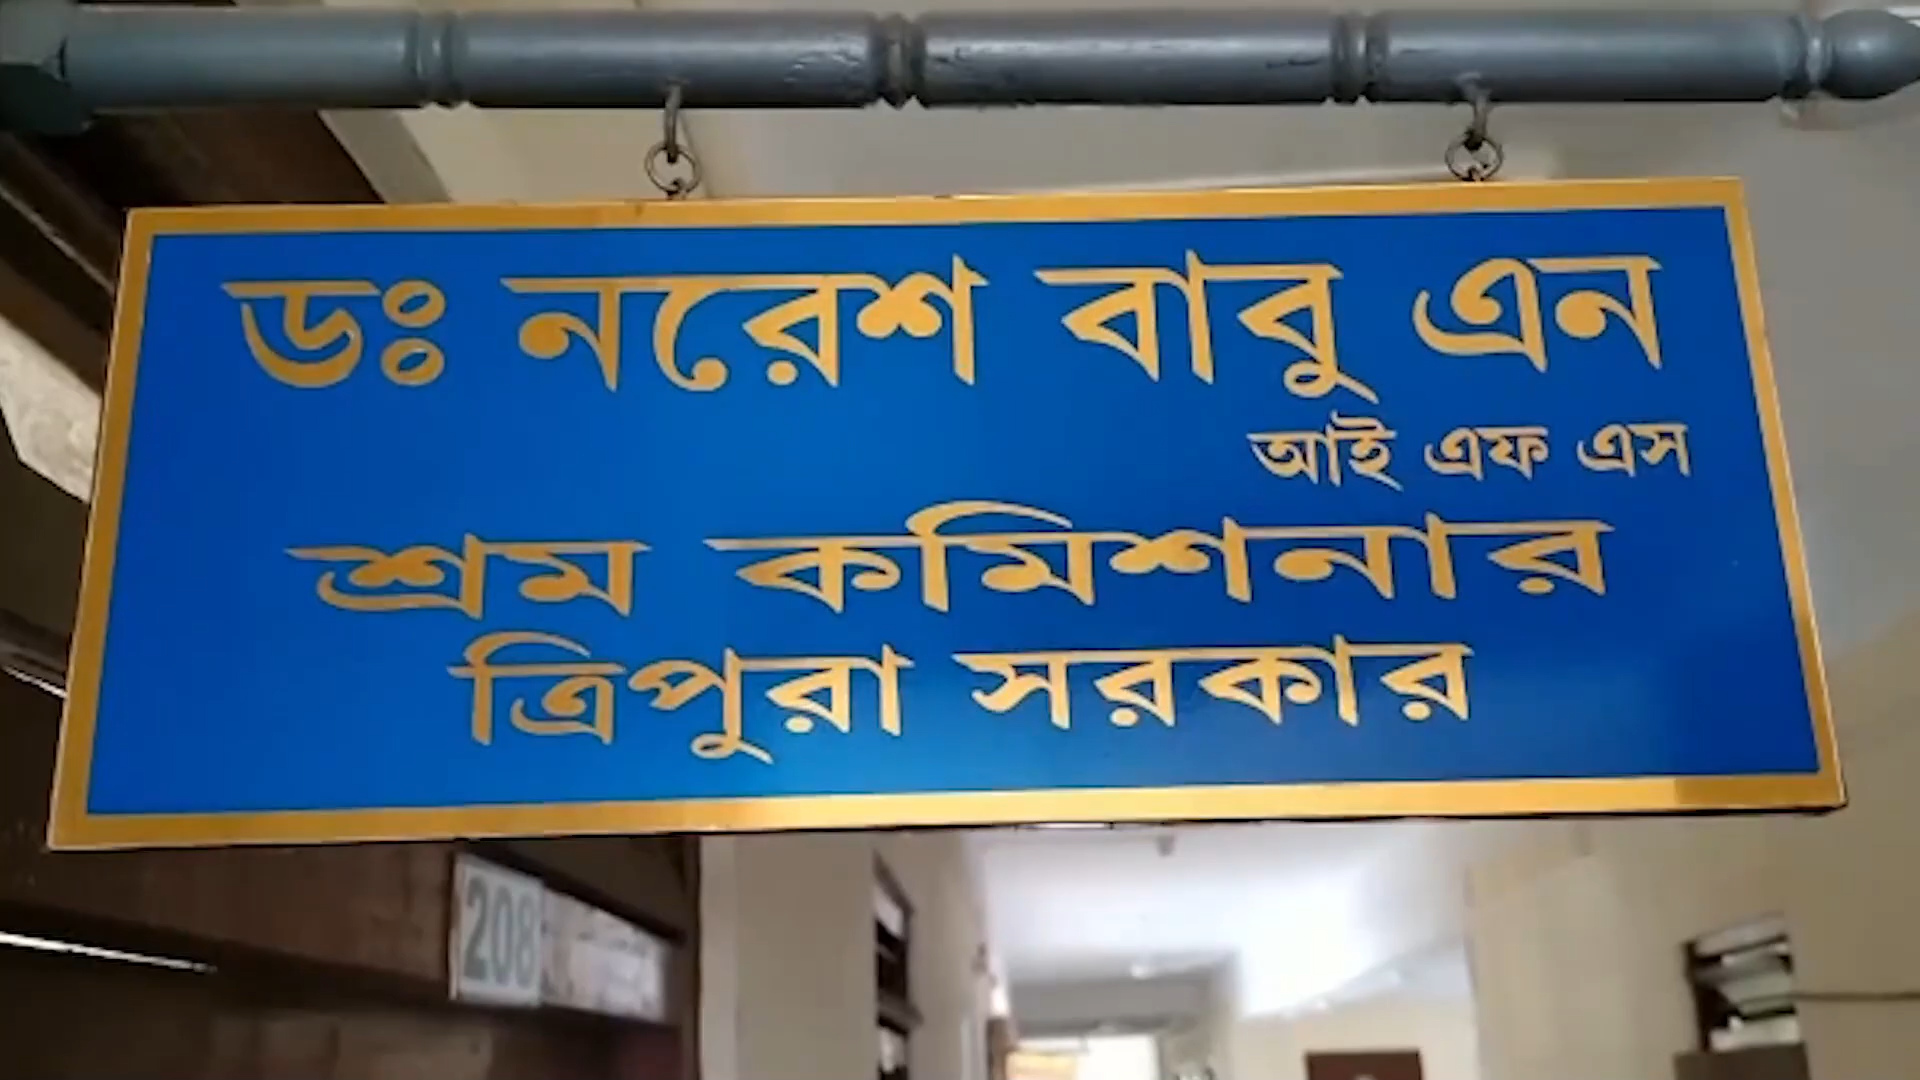 ডঃ নরেশ বাবু এন
আই এফ এস
শ্রম কমিশনার
ত্রিপুরা সরকার
208